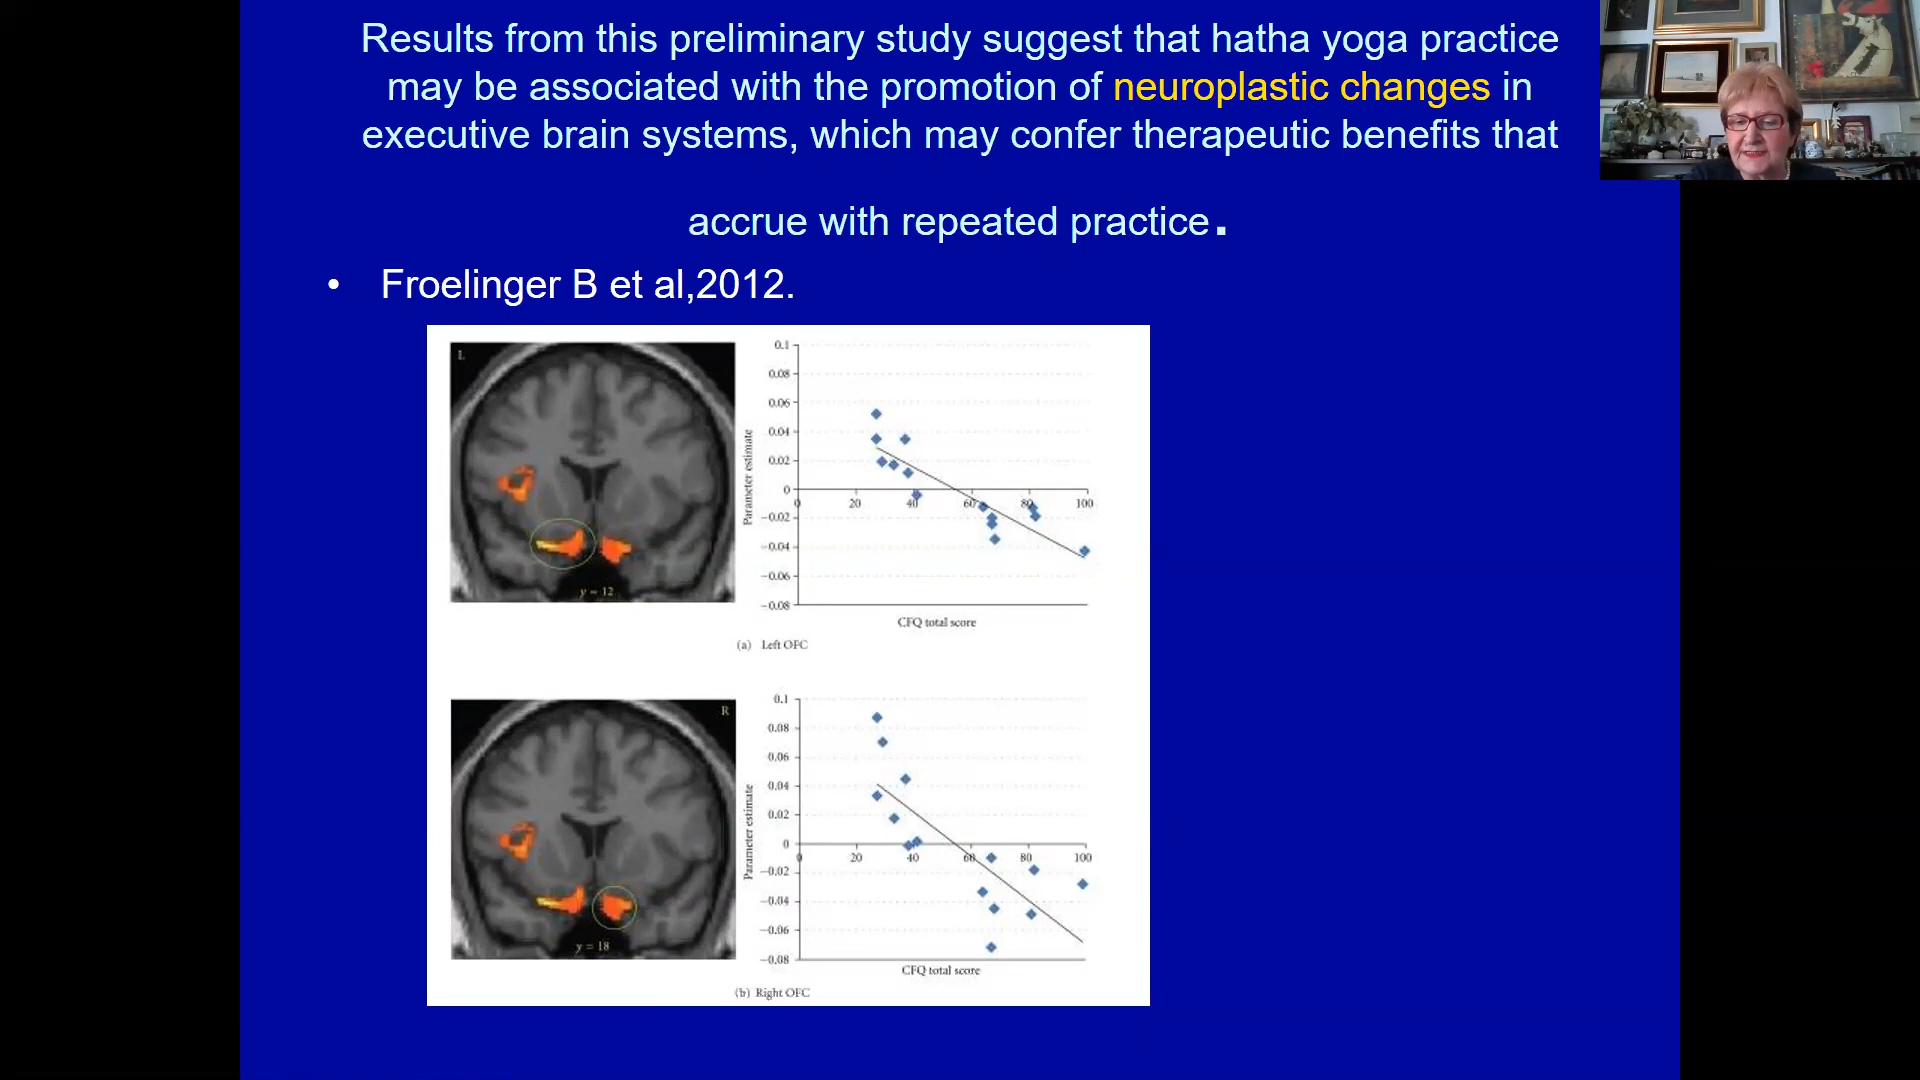 Results from this preliminary study suggest that hatha yoga practice
may be associated with the promotion of neuroplastic changes in
executive brain systems, which may confer therapeutic benefits that
accrue with repeated practice.
• Froelinger B et al,2012.
L
y = 12
0.1
0.08
0.06
0.04
0.02
0
−0.02
−0.04
−0.06
−0.08
0 20 40 60 80 100
Parameter estimate
CFQ total score
(a) Left OFC
R
y = 18
0.1
0.08
0.06
0.04
0.02
0
−0.02
−0.04
−0.06
−0.08
0 20 40 60 80 100
Parameter estimate
CFQ total score
(b) Right OFC